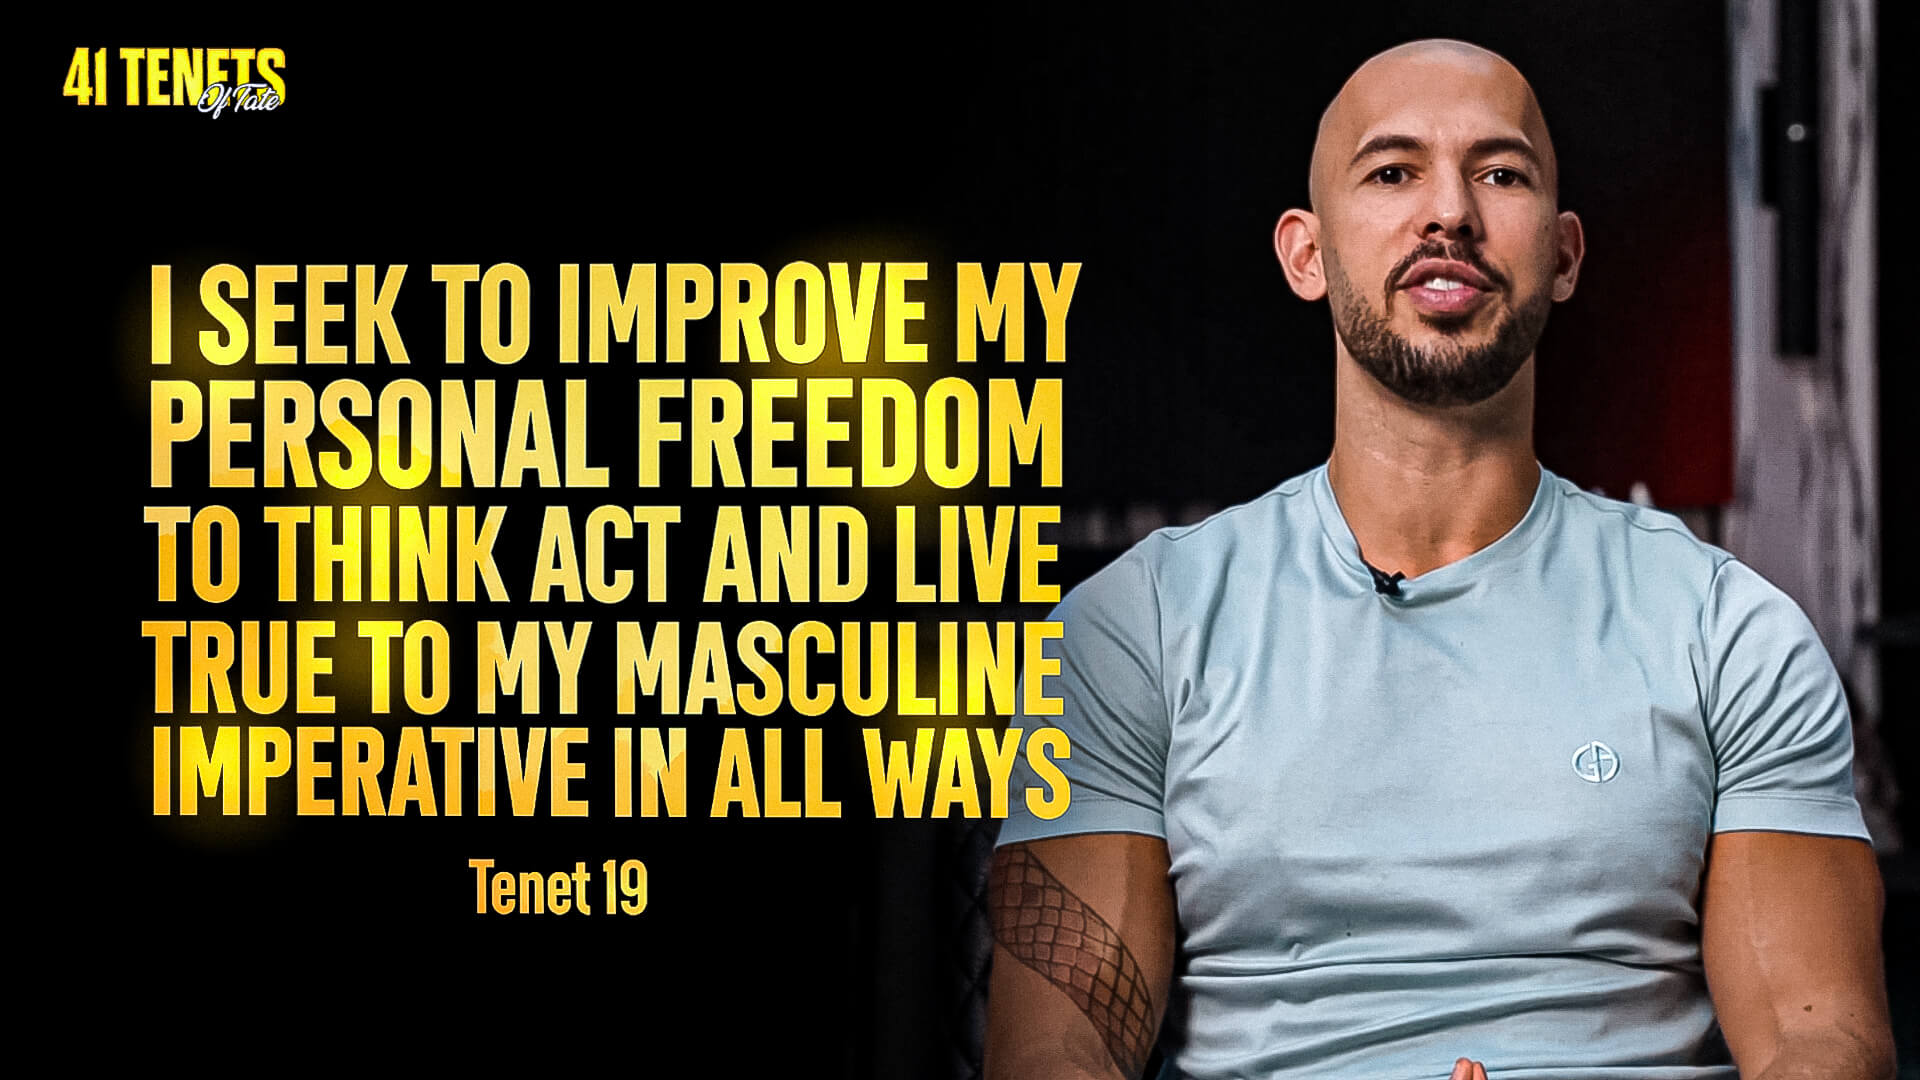 41 TENETS
Of Tate
I SEEK TO IMPROVE MY
PERSONAL FREEDOM
TO THINK ACT AND LIVE
TRUE TO MY MASCULINE
IMPERATIVE IN ALL WAYS
Tenet 19